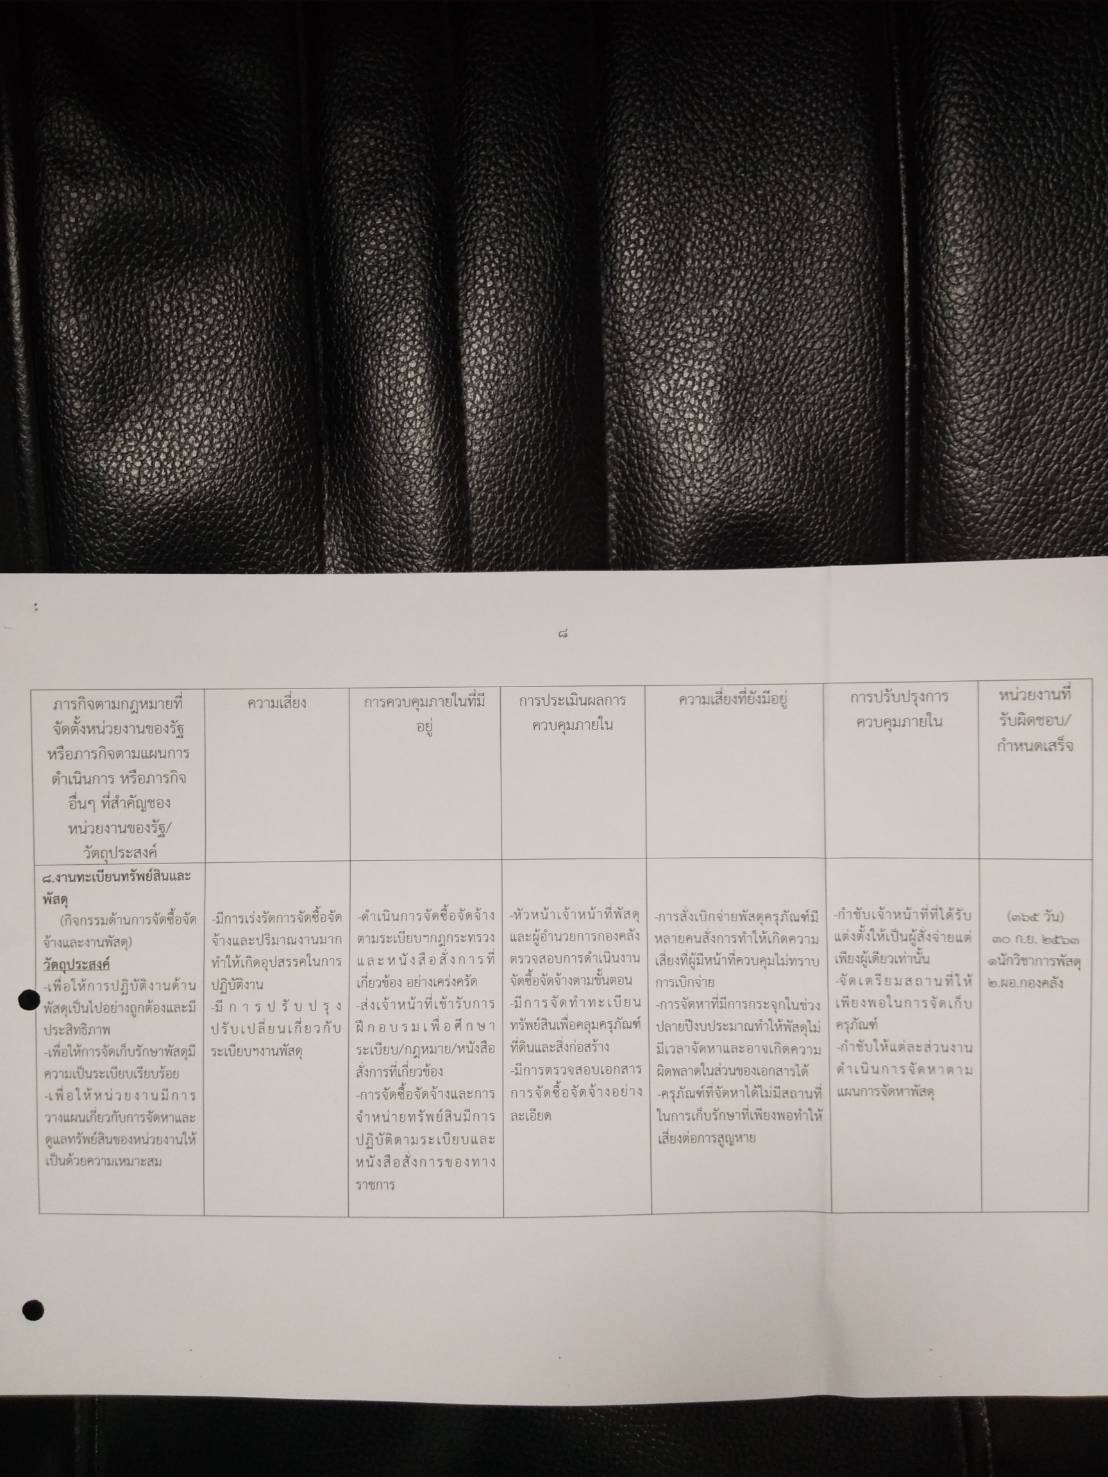 ๘
ภารกิจตามกฎหมายที่
จัดตั้งหน่วยงานของรัฐ
หรือภารกิจตามแผนการ
ดำเนินการ หรือภารกิจ
อื่นๆ ที่สำคัญของ
หน่วยงานของรัฐ/
วัตถุประสงค์
ความเสี่ยง
การควบคุมภายในที่มี
อยู่
การประเมินผลการ
ควบคุมภายใน
ความเสี่ยงที่ยังมีอยู่
การปรับปรุงการ
ควบคุมภายใน
หน่วยงานที่
รับผิดชอบ/
กำหนดเสร็จ
๘.งานทะเบียนทรัพย์สินและ
พัสดุ
(กิจกรรมด้านการจัดซื้อจัด
จ้างและงานพัสดุ)
วัตถุประสงค์
-เพื่อให้การปฏิบัติงานด้าน
พัสดุเป็นไปอย่างถูกต้องและมี
ประสิทธิภาพ
-เพื่อให้การจัดเก็บรักษาพัสดุมี
ความเป็นระเบียบเรียบร้อย
-เพื่อให้หน่วยงานมีการ
วางแผนเกี่ยวกับการจัดหาและ
ดูแลทรัพย์สินของหน่วยงานให้
เป็นด้วยความเหมาะสม
-มีการเร่งรัดการจัดซื้อจัด
จ้างและปริมาณงานมาก
ทำให้เกิดอุปสรรคในการ
ปฏิบัติงาน
-มีการปรับปรุง
ปรับเปลี่ยนเกี่ยวกับ
ระเบียบฯงานพัสดุ
-ดำเนินการจัดซื้อจัดจ้าง
ตามระเบียบฯกฎกระทรวง
และหนังสือสั่งการที่
เกี่ยวข้อง อย่างเคร่งครัด
-ส่งเจ้าหน้าที่เข้ารับการ
ฝึกอบรมเพื่อศึกษา
ระเบียบ/กฎหมาย/หนังสือ
สั่งการที่เกี่ยวข้อง
-การจัดซื้อจัดจ้างและการ
จำหน่ายทรัพย์สินมีการ
ปฏิบัติตามระเบียบและ
หนังสือสั่งการของทาง
ราชการ
-หัวหน้าเจ้าหน้าที่พัสดุ
และผู้อำนวยการกองคลัง
ตรวจสอบการดำเนินงาน
จัดซื้อจัดจ้างตามขั้นตอน
-มีการจัดทำทะเบียน
ทรัพย์สินเพื่อคลุมครุภัณฑ์
ที่ดินและสิ่งก่อสร้าง
-มีการตรวจสอบเอกสาร
การจัดซื้อจัดจ้างอย่าง
ละเอียด
-การสั่งเบิกจ่ายพัสดุครุภัณฑ์มี
หลายคนสั่งการทำให้เกิดความ
เสี่ยงที่ผู้มีหน้าที่ควบคุมไม่ทราบ
การเบิกจ่าย
-การจัดหาที่มีการกระจุกในช่วง
ปลายปีงบประมาณทำให้พัสดุไม่
มีเวลาจัดหาและอาจเกิดความ
ผิดพลาดในส่วนของเอกสารได้
-ครุภัณฑ์ที่จัดหาได้ไม่มีสถานที่
ในการเก็บรักษาที่เพียงพอทำให้
เสี่ยงต่อการสูญหาย
-กำชับเจ้าหน้าที่ที่ได้รับ
แต่งตั้งให้เป็นผู้สั่งจ่ายแต่
เพียงผู้เดียวเท่านั้น
-จัดเตรียมสถานที่ให้
เพียงพอในการจัดเก็บ
ครุภัณฑ์
-กำชับให้แต่ละส่วนงาน
ดำเนินการจัดหาตาม
แผนการจัดหาพัสดุ
(๓๖๕ วัน)
๓๐ ก.ย. ๒๕๖๓
๑นักวิชาการพัสดุ
๒.ผอ.กองคลัง